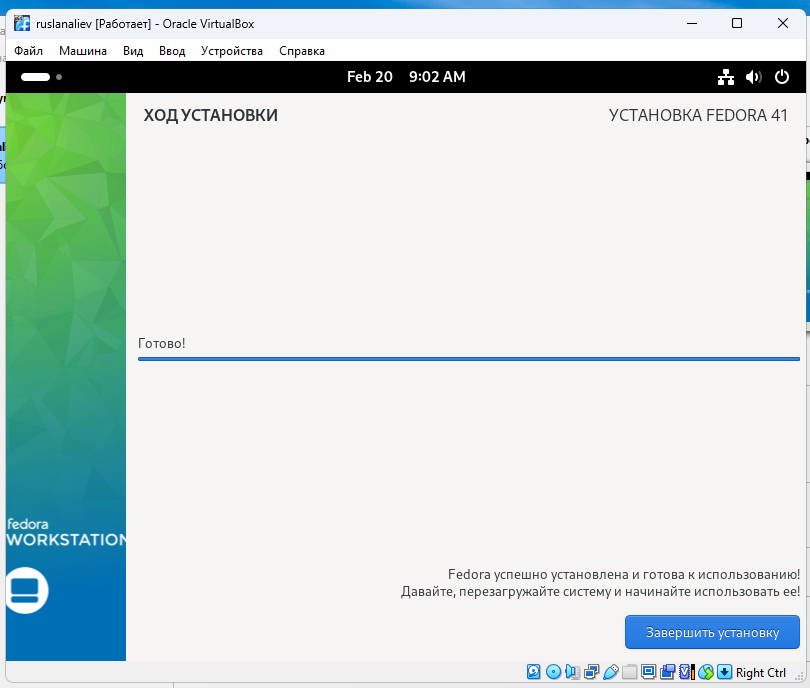 ruslanaliev [Работает] - Oracle VirtualBox
Файл Машина Вид Ввод Устройства Справка
Feb 20 9:02 AM
ХОД УСТАНОВКИ
УСТАНОВКА FEDORA 41
Готово!
fedora
WORKSTATION
Fedora успешно установлена и готова к использованию!
Давайте, перезагружайте систему и начинайте использовать ее!
Завершить установку
Right Ctrl